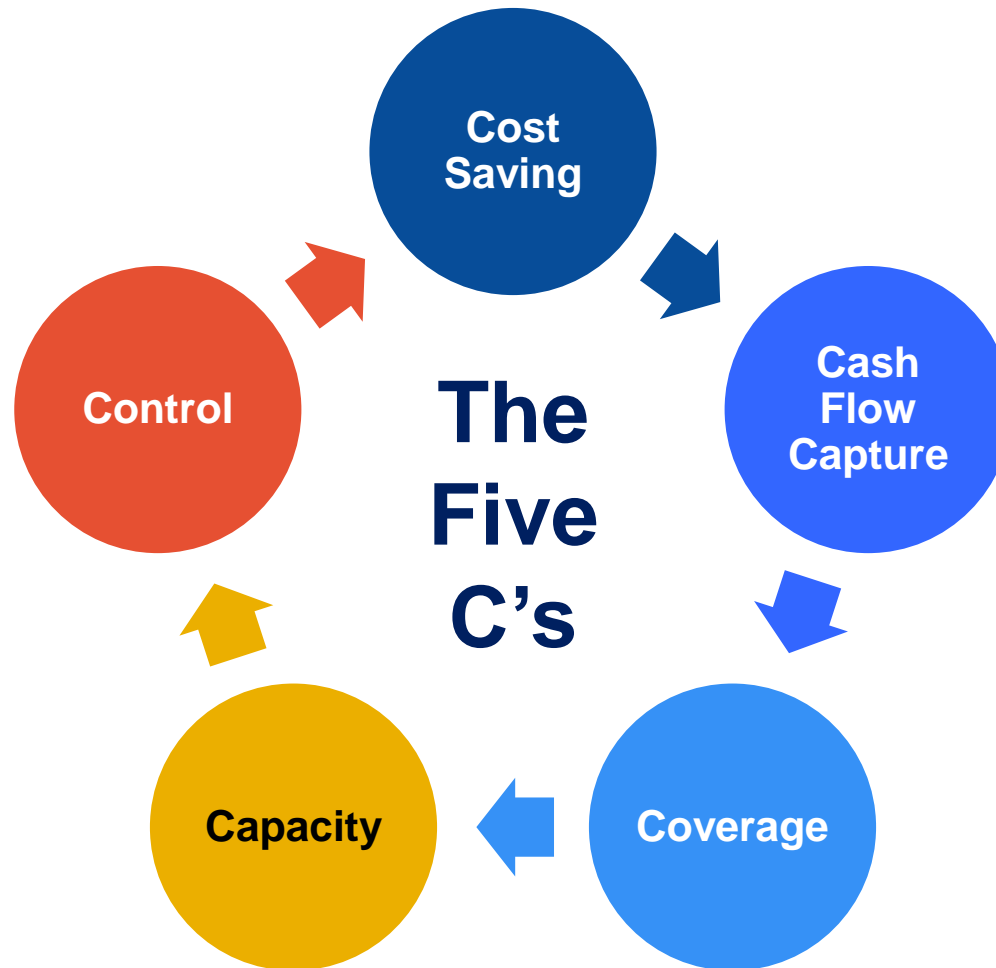 The
Five
C’s
Cost
Saving
Cash
Flow
Capture
Coverage
Capacity
Control